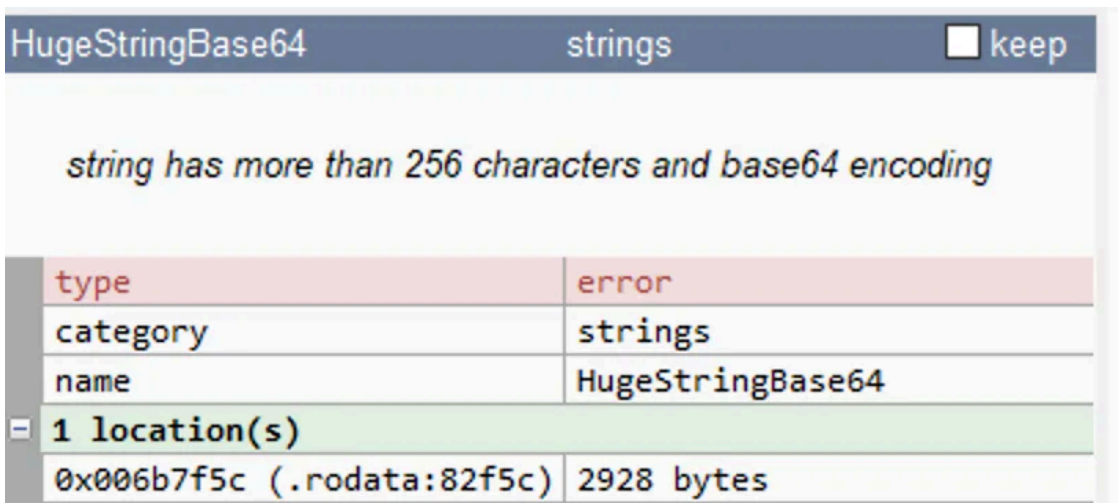 HugeStringBase64 strings keep
string has more than 256 characters and base64 encoding
type error
category strings
name HugeStringBase64
1 location(s)
0x006b7f5c (.rodata:82f5c) 2928 bytes